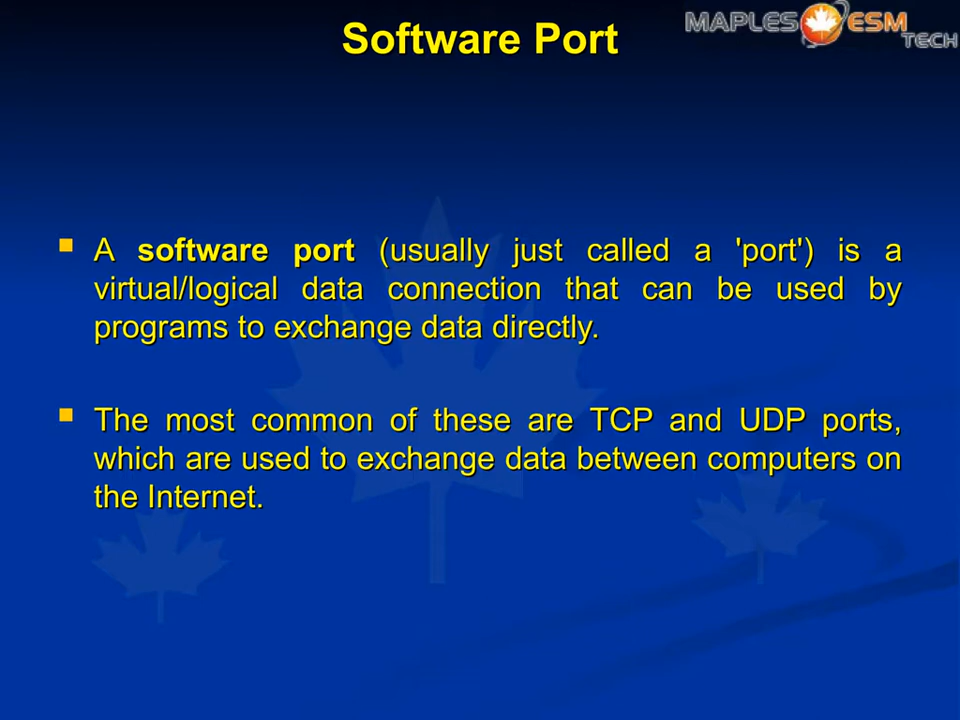 Software Port
MAPLES ESM
TECH
A software port (usually just called a 'port') is a
virtual/logical data connection that can be used by
programs to exchange data directly.
The most common of these are TCP and UDP ports,
which are used to exchange data between computers on
the Internet.